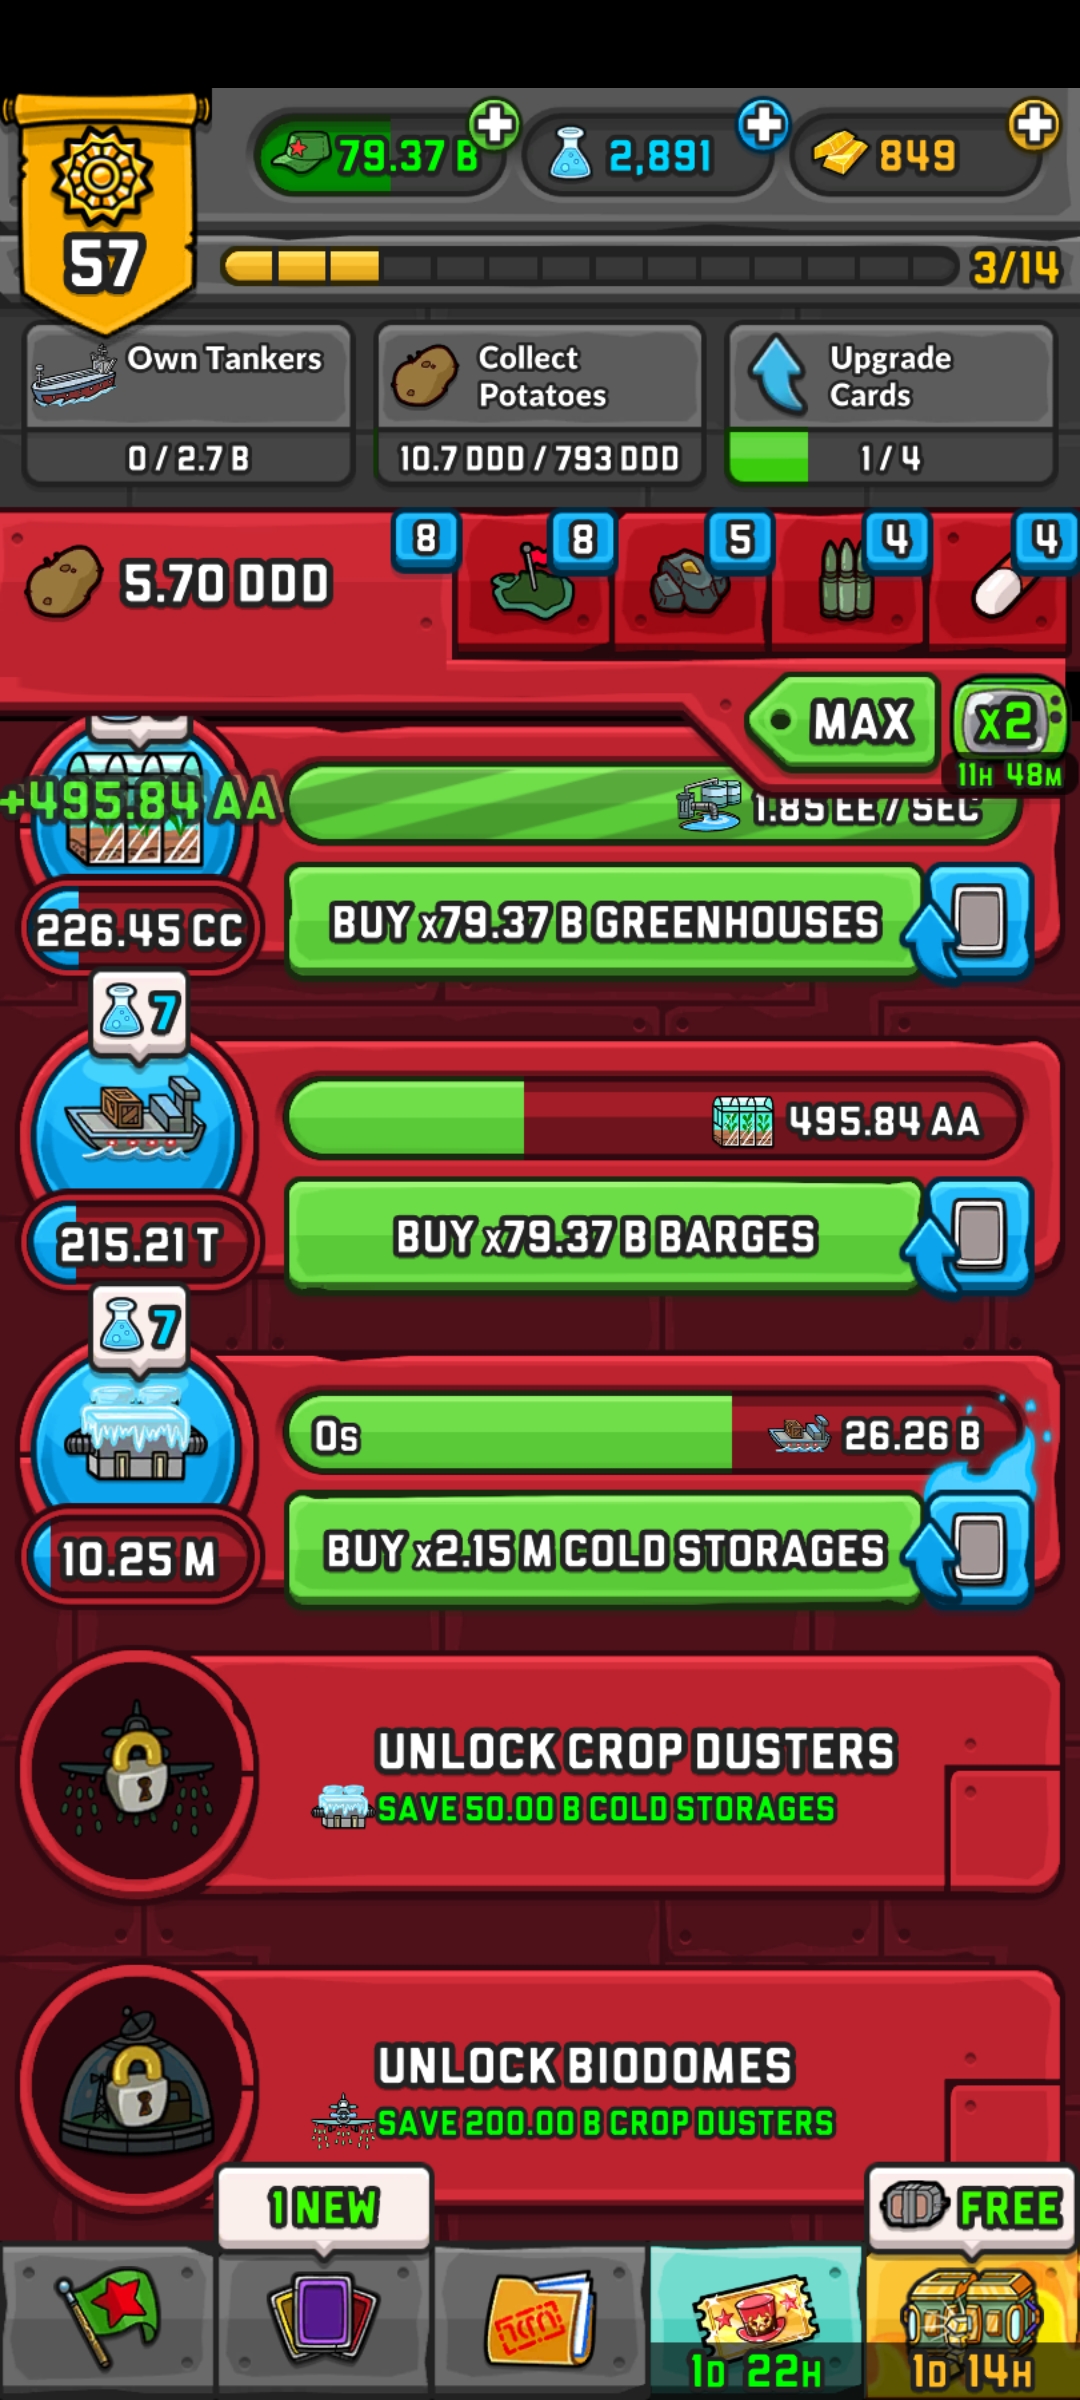 79.37 B
2,891
849
57
3/14
Own Tankers
0 / 2.7 B
Collect
Potatoes
10.7 DDD / 793 DDD
Upgrade
Cards
1 / 4
5.70 DDD
8
8
5
4
4
MAX
x2
11H 48M
+495.84 AA
1.85 EE / SEC
226.45 CC
BUY x79.37 B GREENHOUSES
7
495.84 AA
215.21 T
BUY x79.37 B BARGES
7
0s
26.26 B
10.25 M
BUY x2.15 M COLD STORAGES
UNLOCK CROP DUSTERS
SAVE 50.00 B COLD STORAGES
UNLOCK BIODOMES
SAVE 200.00 B CROP DUSTERS
1 NEW
FREE
1D 22H
1D 14H